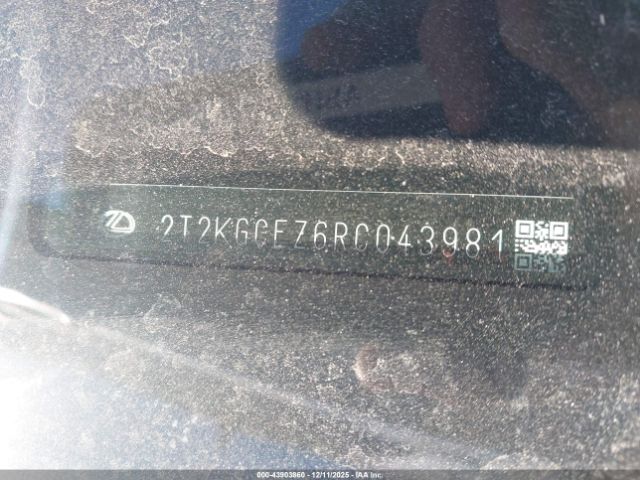 2T2KGCEZ6RC043981
000-43903860 - 12/11/2025 - IAA Inc.